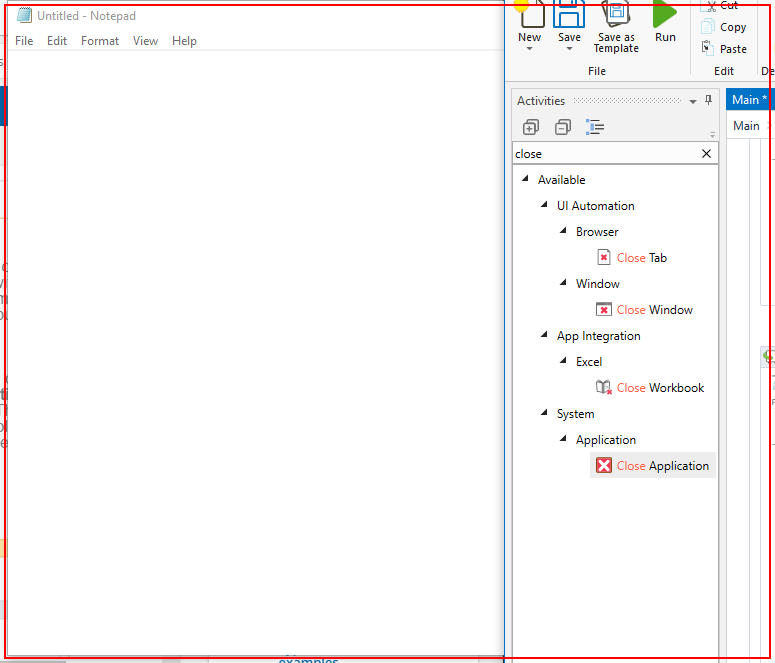 Untitled - Notepad
File Edit Format View Help
New Save Save as Template Run
File
Cut
Copy
Paste
Edit
Activities
close
Available
UI Automation
Browser
Close Tab
Window
Close Window
App Integration
Excel
Close Workbook
System
Application
Close Application
Main *
Main
examples